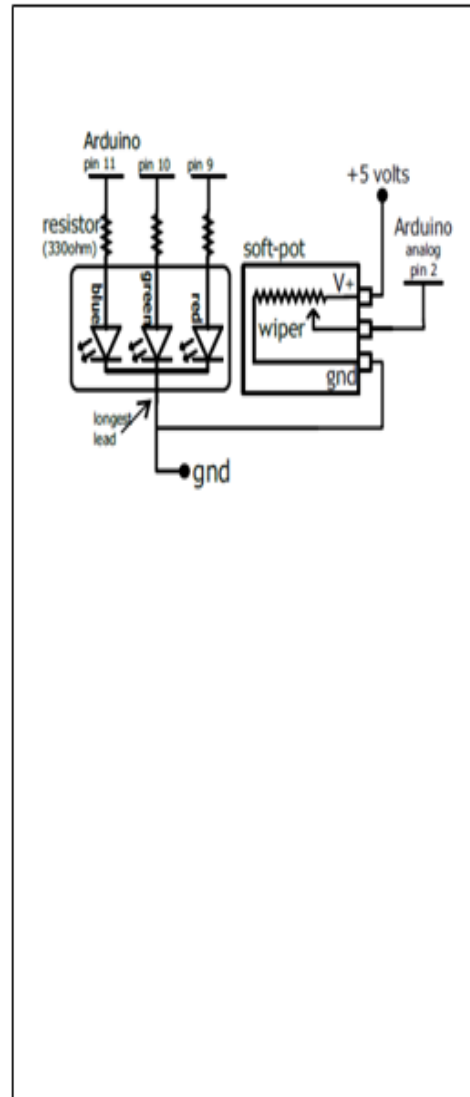 Arduino
pin 11 pin 10 pin 9
resistor
(330ohm)
blue
green
red
longest
lead
gnd
+5 volts
Arduino
analog
pin 2
soft-pot
V+
wiper
gnd